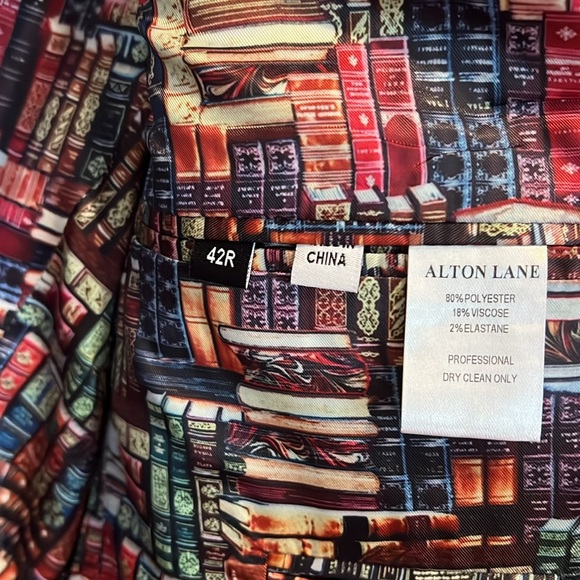 42R
CHINA
ALTON LANE
80% POLYESTER
18% VISCOSE
2% ELASTANE
PROFESSIONAL
DRY CLEAN ONLY